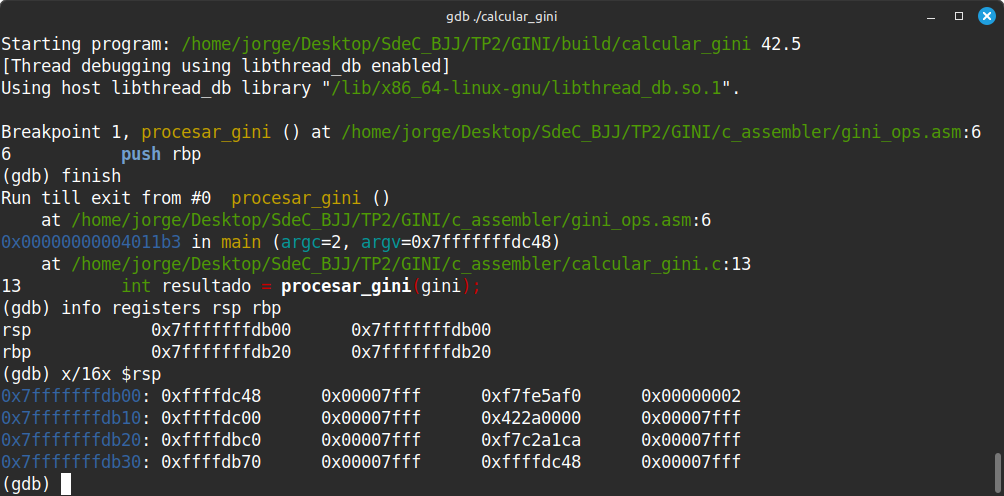 gdb ./calcular_gini
Starting program: /home/jorge/Desktop/SdeC_BJJ/TP2/GINI/build/calcular_gini 42.5
[Thread debugging using libthread_db enabled]
Using host libthread_db library "/lib/x86_64-linux-gnu/libthread_db.so.1".
Breakpoint 1, procesar_gini () at /home/jorge/Desktop/SdeC_BJJ/TP2/GINI/c_assembler/gini_ops.asm:6
6           push rbp
(gdb) finish
Run till exit from #0  procesar_gini ()
    at /home/jorge/Desktop/SdeC_BJJ/TP2/GINI/c_assembler/gini_ops.asm:6
0x00000000004011b3 in main (argc=2, argv=0x7fffffffdc48)
    at /home/jorge/Desktop/SdeC_BJJ/TP2/GINI/c_assembler/calcular_gini.c:13
13          int resultado = procesar_gini(gini);
(gdb) info registers rsp rbp
rsp            0x7fffffffdb00      0x7fffffffdb00
rbp            0x7fffffffdb20      0x7fffffffdb20
(gdb) x/16x $rsp
0x7fffffffdb00: 0xffffdc48      0x00007fff      0xf7fe5af0      0x00000002
0x7fffffffdb10: 0xffffdc00      0x00007fff      0x422a0000      0x00007fff
0x7fffffffdb20: 0xffffdbc0      0x00007fff      0xf7c2a1ca      0x00007fff
0x7fffffffdb30: 0xffffdb70      0x00007fff      0xffffdc48      0x00007fff
(gdb)